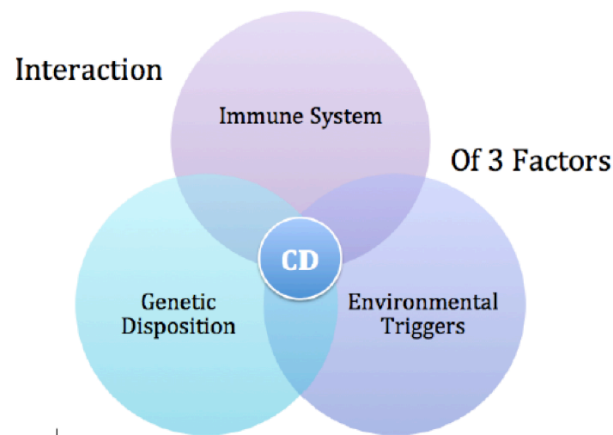 Interaction
Immune System
Of 3 Factors
CD
Genetic
Disposition
Environmental
Triggers